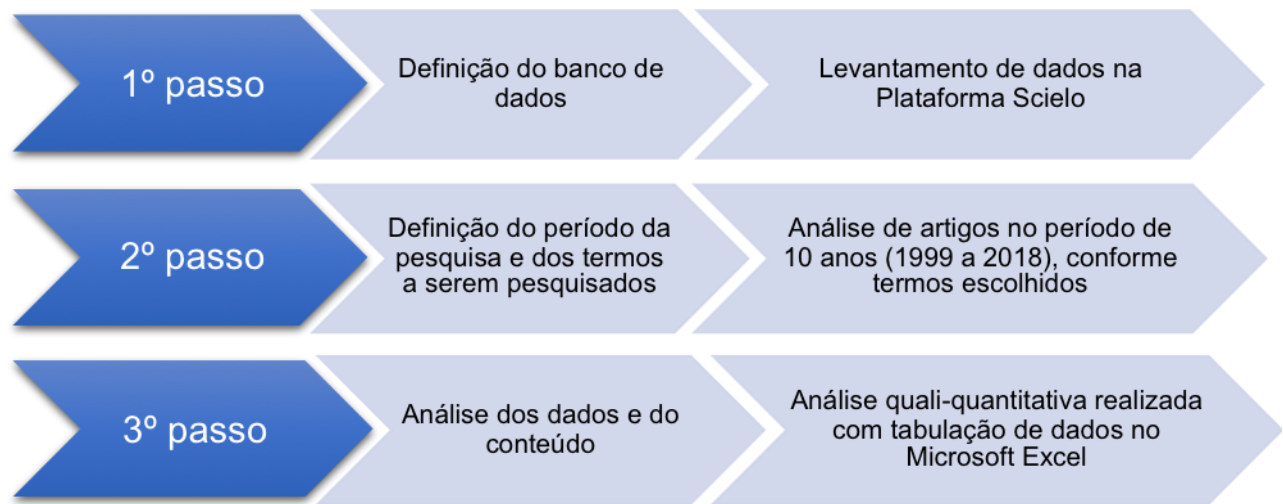 1º passo
Definição do banco de
dados
Levantamento de dados na
Plataforma Scielo
2º passo
Definição do período da
pesquisa e dos termos
a serem pesquisados
Análise de artigos no período de
10 anos (1999 a 2018), conforme
termos escolhidos
3º passo
Análise dos dados e do
conteúdo
Análise quali-quantitativa realizada
com tabulação de dados no
Microsoft Excel